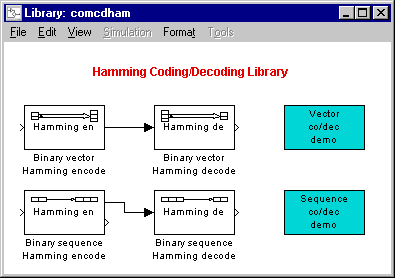 Library: comcdham
File Edit View Simulation Format Tools
Hamming Coding/Decoding Library
Hamming en Hamming de Vector
co/dec
demo
Binary vector Binary vector
Hamming encode Hamming decode
Hamming en Hamming de Sequence
co/dec
demo
Binary sequence Binary sequence
Hamming encode Hamming decode